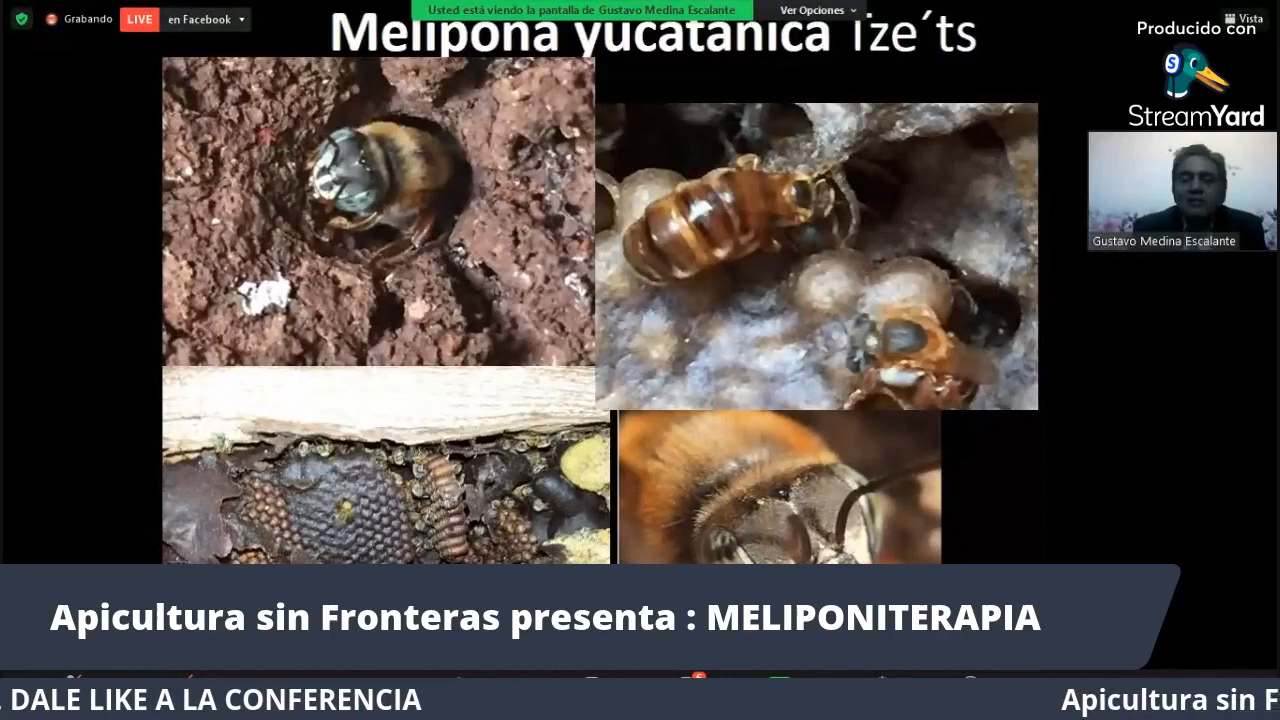 Grabando
LIVE
en Facebook
Usted está viendo la pantalla de Gustavo Medina Escalante
Ver Opciones
Vista
Melipona yucatanica Tze´ts
Producido con
StreamYard
Gustavo Medina Escalante
Apicultura sin Fronteras presenta : MELIPONITERAPIA
. DALE LIKE A LA CONFERENCIA
Apicultura sin F